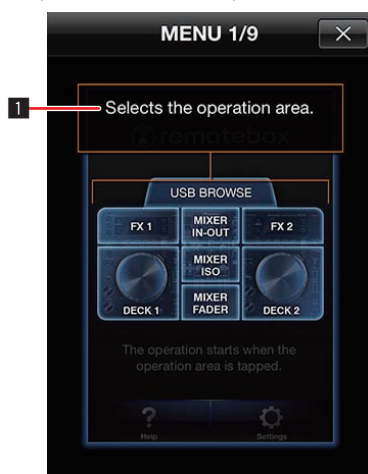 MENU 1/9
1
Selects the operation area.
remotebox
USB BROWSE
FX 1
MIXER
IN-OUT
FX 2
MIXER
ISO
DECK 1
MIXER
FADER
DECK 2
The operation starts when the
operation area is tapped.
?
Help
Settings